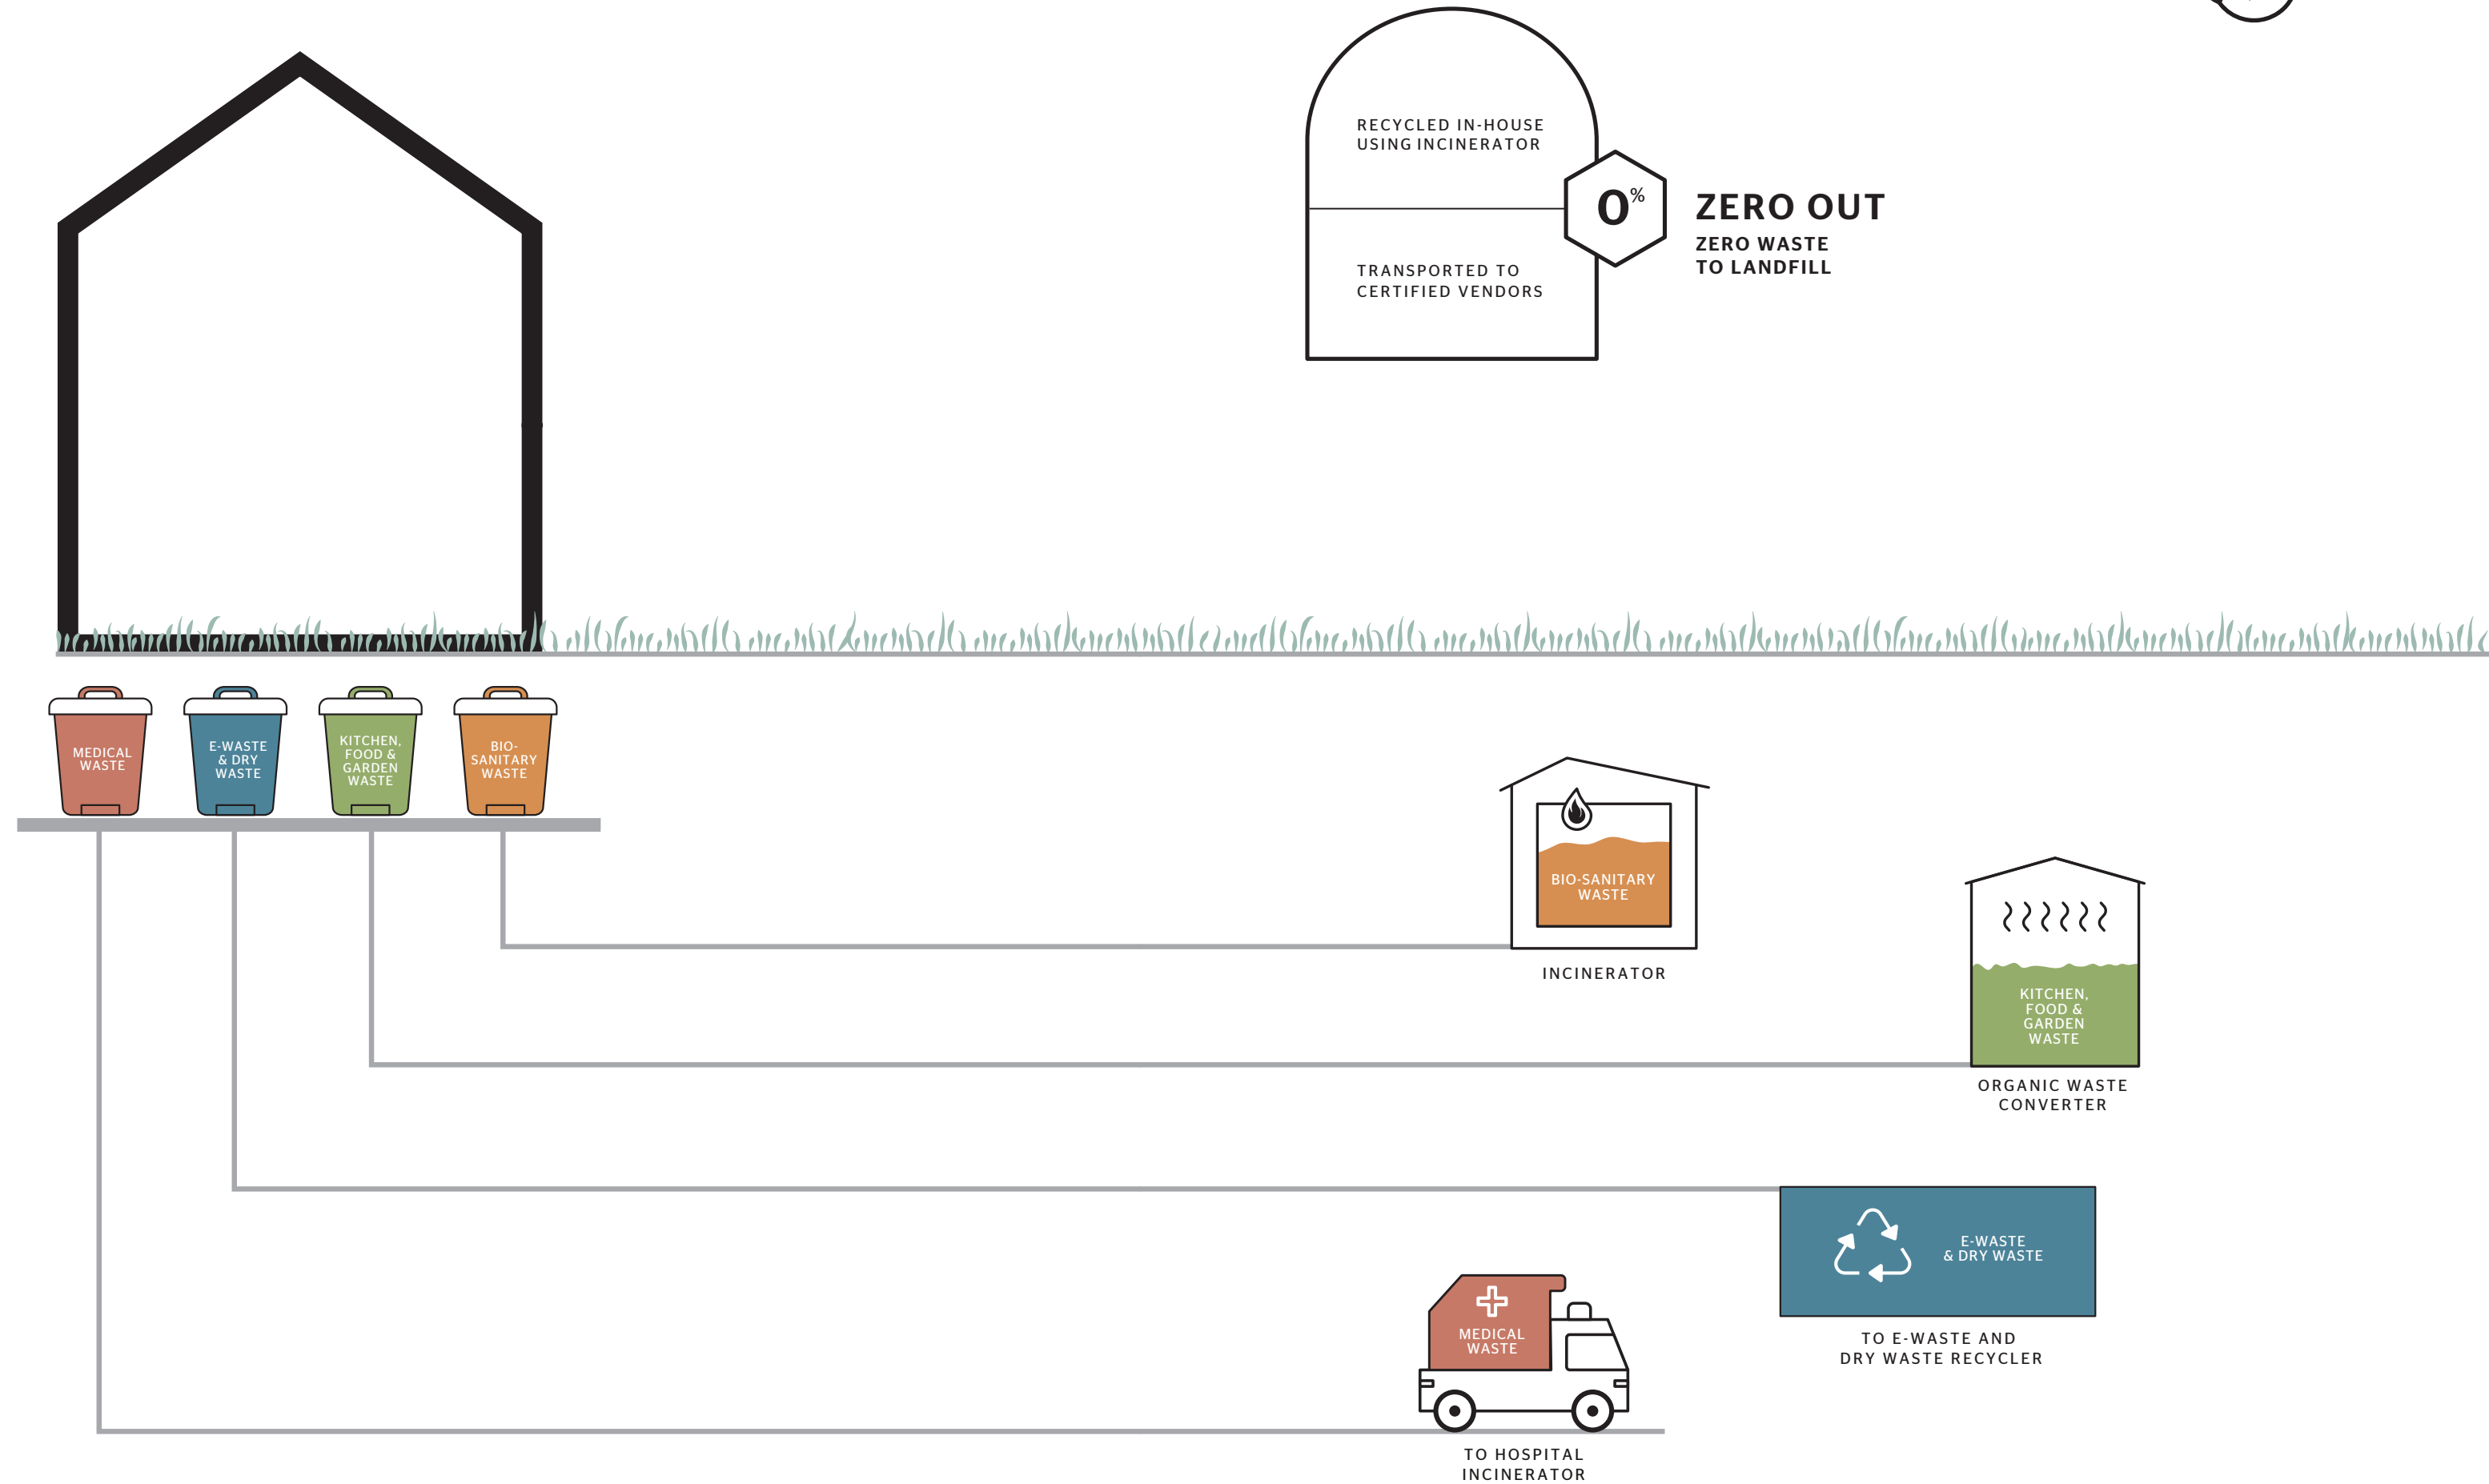 RECYCLED IN-HOUSE
USING INCINERATOR
TRANSPORTED TO
CERTIFIED VENDORS
0%
ZERO OUT
ZERO WASTE
TO LANDFILL
MEDICAL
WASTE
E-WASTE
& DRY
WASTE
KITCHEN,
FOOD &
GARDEN
WASTE
BIO-
SANITARY
WASTE
BIO-SANITARY
WASTE
INCINERATOR
KITCHEN,
FOOD &
GARDEN
WASTE
ORGANIC WASTE
CONVERTER
E-WASTE
& DRY WASTE
TO E-WASTE AND
DRY WASTE RECYCLER
MEDICAL
WASTE
TO HOSPITAL
INCINERATOR